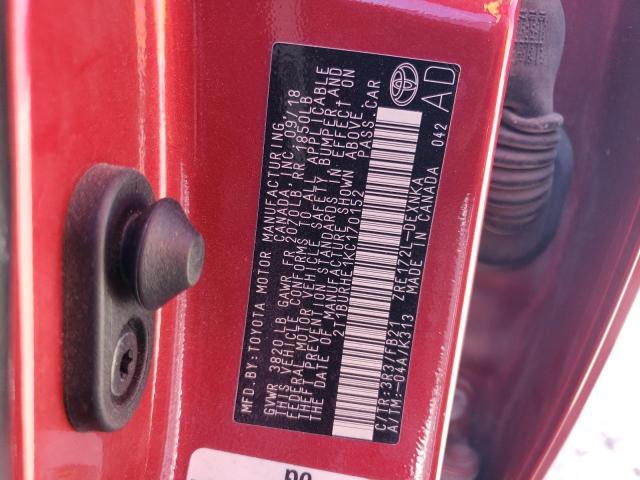 MFD.BY:TOYOTA MOTOR MANUFACTURING
CANADA, INC. 09/18
GVWR 3820LB GAWR FR 2070LB RR 1850LB
THIS VEHICLE CONFORMS TO ALL APPLICABLE
FEDERAL MOTOR VEHICLE SAFETY, BUMPER AND
THEFT PREVENTION STANDARDS IN EFFECT ON
THE DATE OF MANUFACTURE SHOWN ABOVE.
2T1BURHE1KC170152 PASS.CAR
C/TR:3R3/FB21 ZRE172L-DEXNKA
A/TM:-04A/K313 MADE IN CANADA 042
AD